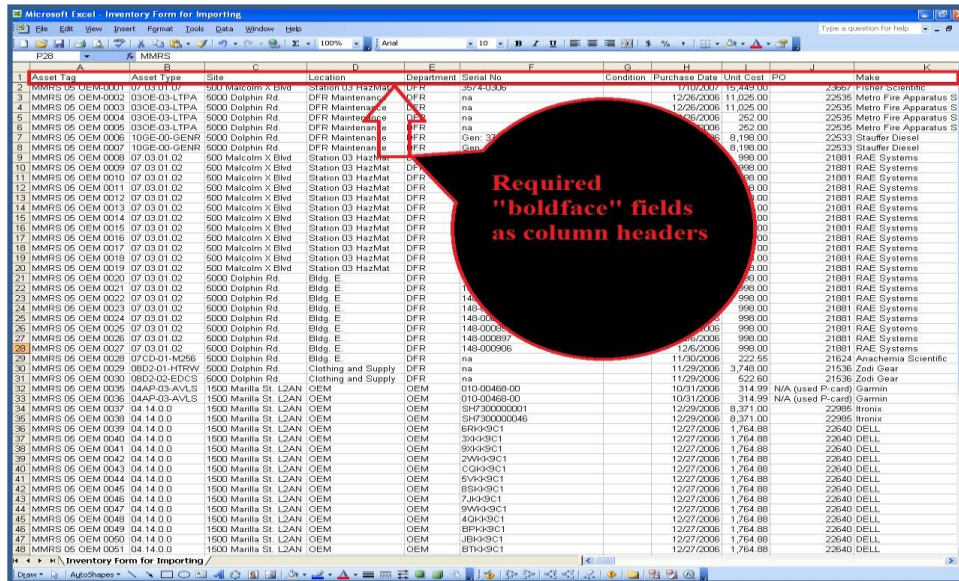 Microsoft Excel - Inventory Form for Importing
File Edit View Insert Format Tools Data Window Help Type a question for help
100% Arial 10 B I U $ % ,
P28 fx MMRS
A B C D E F G H I J K
1 Asset Tag Asset Type Site Location Department Serial No Condition Purchase Date Unit Cost PO Make
2 MMRS 05 OEM-0001 07.03.01.07 500 Malcolm X Blvd Station 03 HazMat DFR 3574-0306 1/10/2007 15,449.00 23667 Fisher Scientific
3 MMRS 05 OEM-0002 03OE-03-LTPA 5000 Dolphin Rd. DFR Maintenance DFR na 12/26/2006 11,025.00 22535 Metro Fire Apparatus S
4 MMRS 05 OEM 0003 03OE-03-LTPA 5000 Dolphin Rd. DFR Maintenance DFR na 12/26/2006 11,025.00 22535 Metro Fire Apparatus S
5 MMRS 05 OEM 0004 03OE-03-LTPA 5000 Dolphin Rd. DFR Maintenance DFR na 252.00 22535 Metro Fire Apparatus S
6 MMRS 05 OEM 0005 03OE-03-LTPA 5000 Dolphin Rd. DFR Maintenance DFR na 252.00 22535 Metro Fire Apparatus S
7 MMRS 05 OEM 0006 10GE-00-GENR 5000 Dolphin Rd. DFR Maintenance DFR Gen: 8,198.00 22533 Stauffer Diesel
8 MMRS 05 OEM 0007 10GE-00-GENR 5000 Dolphin Rd. DFR Maintenance DFR Gen 8,198.00 22533 Stauffer Diesel
9 MMRS 05 OEM 0008 07.03.01.02 500 Malcolm X Blvd Station 03 HazMat 998.00 21881 RAE Systems
10 MMRS 05 OEM 0009 07.03.01.02 500 Malcolm X Blvd Station 03 HazMat DFR 998.00 21881 RAE Systems
11 MMRS 05 OEM 0011 07.03.01.02 500 Malcolm X Blvd Station 03 HazMat DFR 21881 RAE Systems
12 MMRS 05 OEM 0012 07.03.01.02 500 Malcolm X Blvd Station 03 HazMat DFR 21881 RAE Systems
13 MMRS 05 OEM 0013 07.03.01.02 500 Malcolm X Blvd Station 03 HazMat DFR 21881 RAE Systems
14 MMRS 05 OEM 0014 07.03.01.02 500 Malcolm X Blvd Station 03 HazMat DFR 21881 RAE Systems
15 MMRS 05 OEM 0015 07.03.01.02 500 Malcolm X Blvd Station 03 HazMat DFR 21881 RAE Systems
16 MMRS 05 OEM 0016 07.03.01.02 500 Malcolm X Blvd Station 03 HazMat DFR 21881 RAE Systems
18 MMRS 05 OEM 0017 07.03.01.02 500 Malcolm X Blvd Station 03 HazMat DFR 21881 RAE Systems
19 MMRS 05 OEM 0018 07.03.01.02 500 Malcolm X Blvd Station 03 HazMat DFR 21881 RAE Systems
20 MMRS 05 OEM 0019 07.03.01.02 500 Malcolm X Blvd Station 03 HazMat DFR 21881 RAE Systems
21 MMRS 05 OEM 0020 07.03.01.02 5000 Dolphin Rd. Bldg. E. DFR 998.00 21881 RAE Systems
22 MMRS 05 OEM 0021 07.03.01.02 5000 Dolphin Rd. Bldg. E. DFR 998.00 21881 RAE Systems
23 MMRS 05 OEM 0022 07.03.01.02 5000 Dolphin Rd. Bldg. E. DFR 998.00 21881 RAE Systems
24 MMRS 05 OEM 0023 07.03.01.02 5000 Dolphin Rd. Bldg. E. DFR 998.00 21881 RAE Systems
25 MMRS 05 OEM 0024 07.03.01.02 5000 Dolphin Rd. Bldg. E. DFR 998.00 21881 RAE Systems
26 MMRS 05 OEM 0025 07.03.01.02 5000 Dolphin Rd. Bldg. E. DFR 998.00 21881 RAE Systems
27 MMRS 05 OEM 0026 07.03.01.02 5000 Dolphin Rd. Bldg. E. DFR 148-000897 998.00 21881 RAE Systems
28 MMRS 05 OEM 0027 07.03.01.02 5000 Dolphin Rd. Bldg. E. DFR 148-000906 12/6/2006 998.00 21881 RAE Systems
29 MMRS 05 OEM 0028 07CD-01-M256 5000 Dolphin Rd. Bldg. E. DFR na 11/30/2006 222.55 21624 Anachemia Scientific
30 MMRS 05 OEM 0029 08D2-01-HTRW 5000 Dolphin Rd. Clothing and Supply DFR na 11/29/2006 3,748.00 21536 Zodi Gear
31 MMRS 05 OEM 0030 08D2-02-EDCS 5000 Dolphin Rd. Clothing and Supply DFR na 11/29/2006 522.60 21536 Zodi Gear
32 MMRS 05 OEM 0035 04AP-03-AVLS 1500 Marilla St. L2AN OEM OEM 010-00468-00 10/31/2006 314.99 N/A (used P-card) Garmin
33 MMRS 05 OEM 0036 04AP-03-AVLS 1500 Marilla St. L2AN OEM OEM 010-00468-00 10/31/2006 314.99 N/A (used P-card) Garmin
34 MMRS 05 OEM 0037 04.14.0.0 1500 Marilla St. L2AN OEM OEM SH7300000001 12/29/2006 8,371.00 22985 Itronix
35 MMRS 05 OEM 0038 04.14.0.0 1500 Marilla St. L2AN OEM OEM SH7300000046 12/29/2006 8,371.00 22985 Itronix
36 MMRS 05 OEM 0039 04.14.0.0 1500 Marilla St. L2AN OEM OEM 6RKK9C1 12/27/2006 1,764.88 22640 DELL
37 MMRS 05 OEM 0040 04.14.0.0 1500 Marilla St. L2AN OEM OEM 3XKK9C1 12/27/2006 1,764.88 22640 DELL
38 MMRS 05 OEM 0041 04.14.0.0 1500 Marilla St. L2AN OEM OEM 9XKK9C1 12/27/2006 1,764.88 22640 DELL
39 MMRS 05 OEM 0042 04.14.0.0 1500 Marilla St. L2AN OEM OEM 2WKK9C1 12/27/2006 1,764.88 22640 DELL
40 MMRS 05 OEM 0043 04.14.0.0 1500 Marilla St. L2AN OEM OEM CQKK9C1 12/27/2006 1,764.88 22640 DELL
41 MMRS 05 OEM 0044 04.14.0.0 1500 Marilla St. L2AN OEM OEM 5VKK9C1 12/27/2006 1,764.88 22640 DELL
42 MMRS 05 OEM 0045 04.14.0.0 1500 Marilla St. L2AN OEM OEM 8SKK9C1 12/27/2006 1,764.88 22640 DELL
43 MMRS 05 OEM 0046 04.14.0.0 1500 Marilla St. L2AN OEM OEM 7JKK9C1 12/27/2006 1,764.88 22640 DELL
44 MMRS 05 OEM 0047 04.14.0.0 1500 Marilla St. L2AN OEM OEM 9WKK9C1 12/27/2006 1,764.88 22640 DELL
45 MMRS 05 OEM 0048 04.14.0.0 1500 Marilla St. L2AN OEM OEM 4QKK9C1 12/27/2006 1,764.88 22640 DELL
46 MMRS 05 OEM 0049 04.14.0.0 1500 Marilla St. L2AN OEM OEM BPKK9C1 12/27/2006 1,764.88 22640 DELL
47 MMRS 05 OEM 0050 04.14.0.0 1500 Marilla St. L2AN OEM OEM JBKK9C1 12/27/2006 1,764.88 22640 DELL
48 MMRS 05 OEM 0051 04.14.0.0 1500 Marilla St. L2AN OEM OEM BTKK9C1 12/27/2006 1,764.88 22640 DELL
Required
"boldface" fields
as column headers
Inventory Form for Importing
Draw AutoShapes